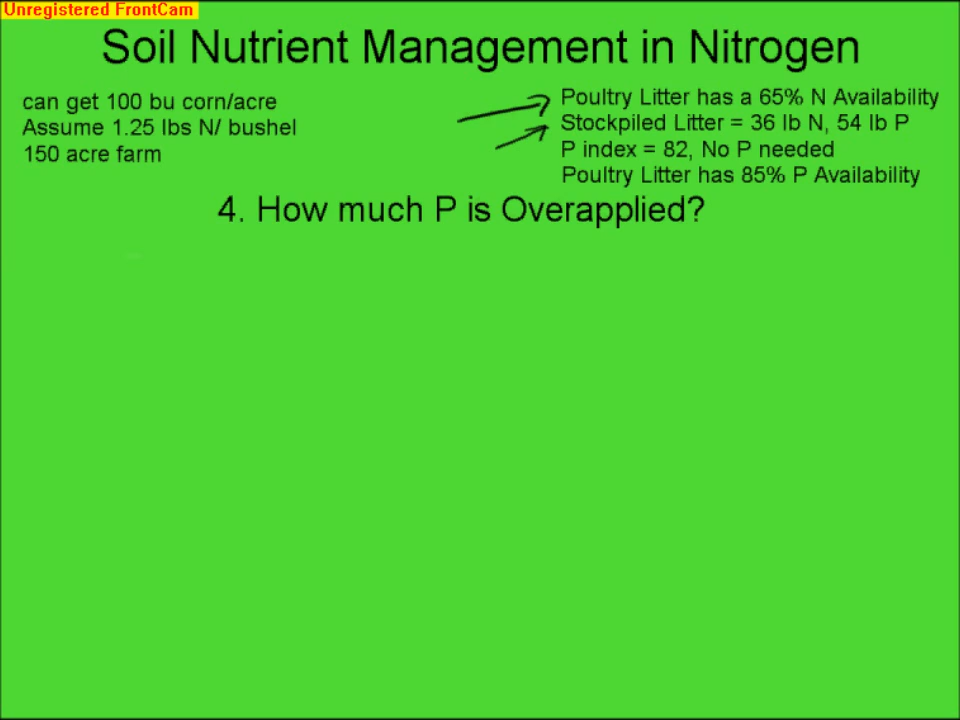 Unregistered FrontCam
Soil Nutrient Management in Nitrogen
can get 100 bu corn/acre
Assume 1.25 lbs N/ bushel
150 acre farm
Poultry Litter has a 65% N Availability
Stockpiled Litter = 36 lb N, 54 lb P
P index = 82, No P needed
Poultry Litter has 85% P Availability
4. How much P is Overapplied?